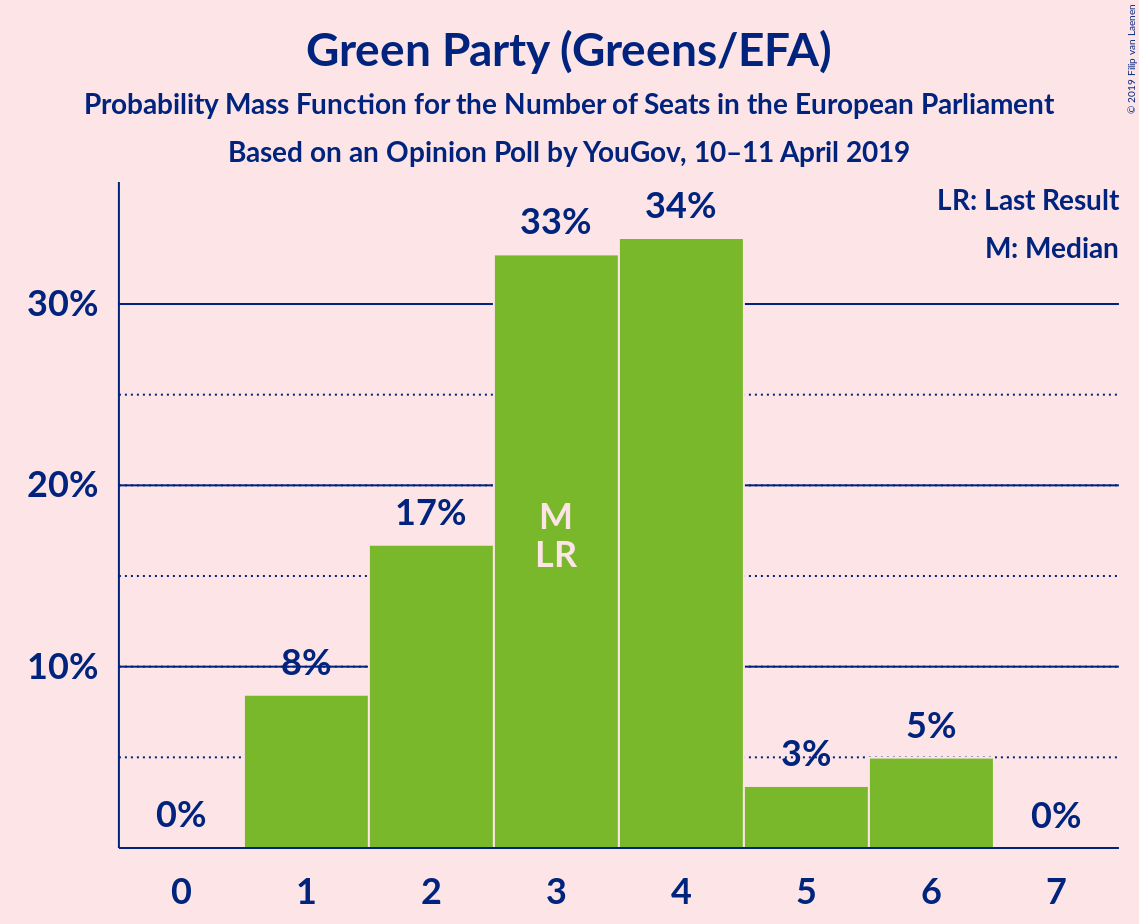 Green Party (Greens/EFA)
Probability Mass Function for the Number of Seats in the European Parliament
Based on an Opinion Poll by YouGov, 10–11 April 2019
© 2019 Filip van Laenen
LR: Last Result
M: Median
30%
20%
10%
0%
8%
17%
33%
34%
3%
5%
0%
M
LR
0 1 2 3 4 5 6 7